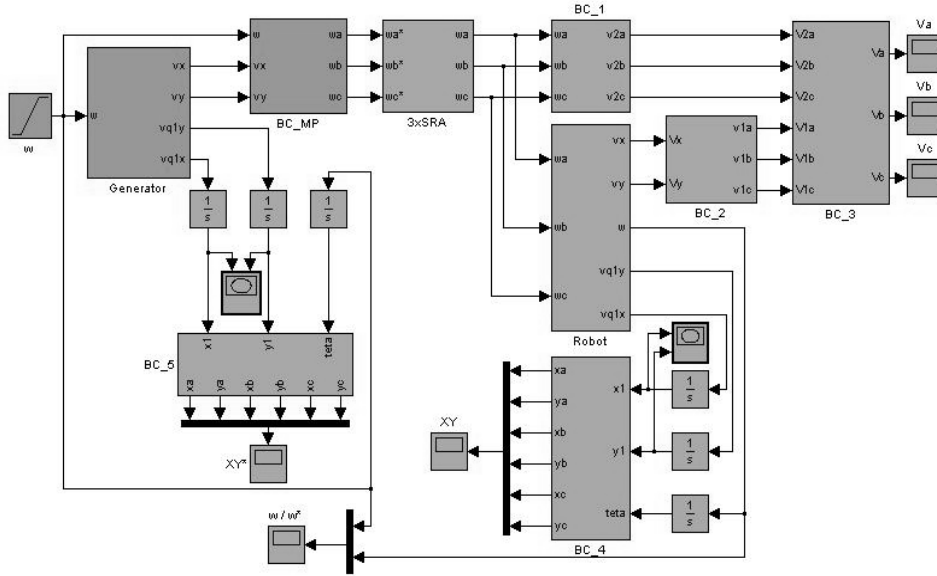 BC_1
Va
w wa
vx wb
vy wc
BC_MP
wa* wa
wb* wb
wc* wc
3xSRA
wa v2a
wb v2b
wc v2c
V2a Va
V2b
V2c Vb
V1a
V1b Vc
V1c
BC_3
Vb
Vc
w
w vx
vy
vq1y
vq1x
Generator
wa vx
vy
wb w
vq1y
wc vq1x
Robot
Vx v1a
Vy v1b
v1c
BC_2
1
s
1
s
1
s
x1 y1 teta
BC_5
xa ya xb yb xc yc
XY*
XY
xa x1
ya
xb
yb y1
xc
yc teta
BC_4
1
s
1
s
1
s
w / w*